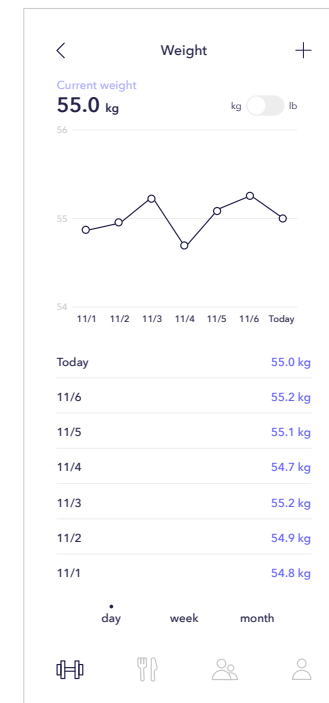 Weight
Current weight
55.0 kg
kg lb
56
55
54
11/1 11/2 11/3 11/4 11/5 11/6 Today
Today 55.0 kg
11/6 55.2 kg
11/5 55.1 kg
11/4 54.7 kg
11/3 55.2 kg
11/2 54.9 kg
11/1 54.8 kg
day week month